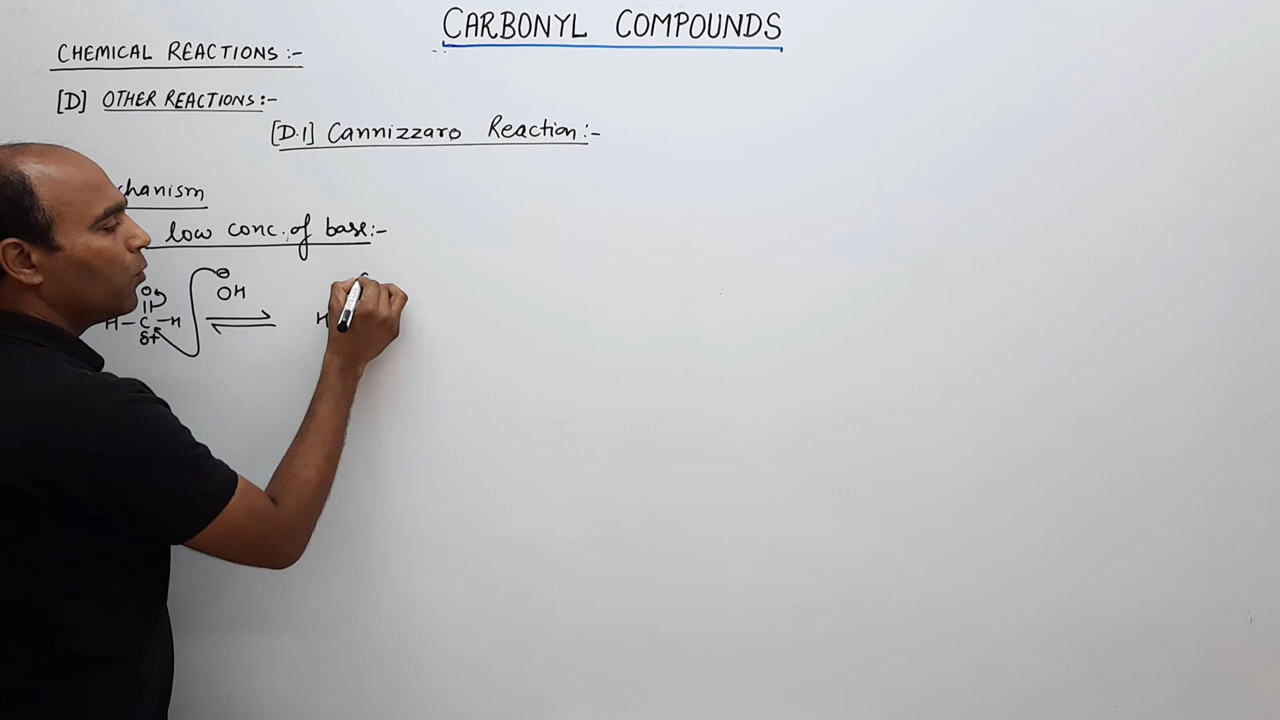 CARBONYL COMPOUNDS
CHEMICAL REACTIONS :-
[D] OTHER REACTIONS:-
[D.1] Cannizzaro Reaction:-
chanism
low conc. of base:-
⊖
O OH
||
H–C–H ⇌ H
δ+